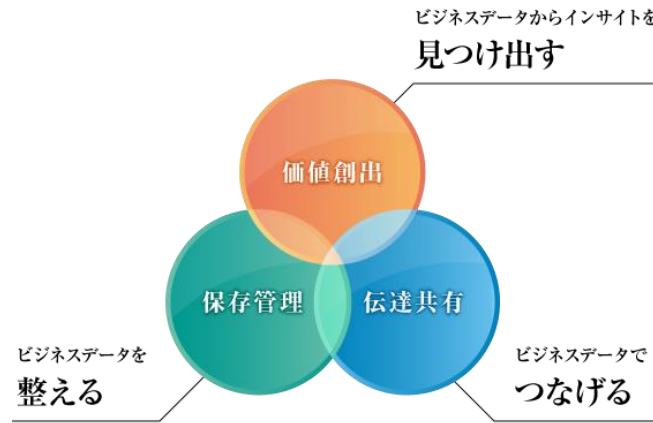 ビジネスデータからインサイトを
見つけ出す
価値創出
保存管理
伝達共有
ビジネスデータを
整える
ビジネスデータで
つなげる